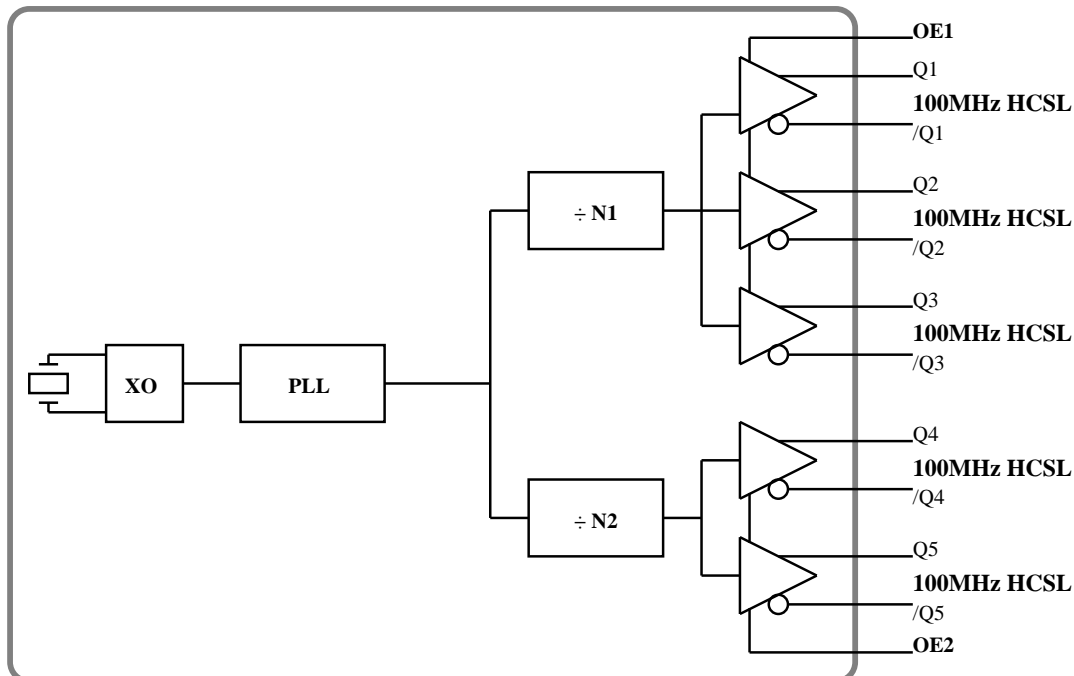 OE1
Q1
100MHz HCSL
/Q1
Q2
÷ N1
100MHz HCSL
/Q2
Q3
100MHz HCSL
/Q3
XO
PLL
Q4
100MHz HCSL
/Q4
÷ N2
Q5
100MHz HCSL
/Q5
OE2